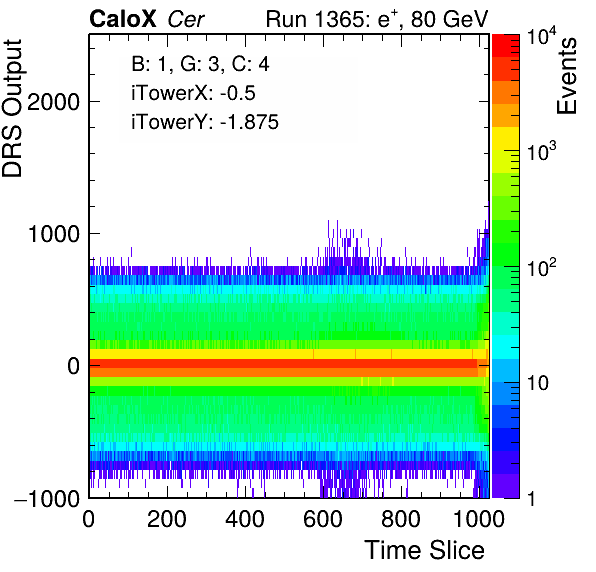 CaloX Cer
Run 1365: e⁺, 80 GeV
B: 1, G: 3, C: 4
iTowerX: -0.5
iTowerY: -1.875
DRS Output
2000
1000
0
−1000
0 200 400 600 800 1000
Time Slice
Events
10⁴
10³
10²
10
1